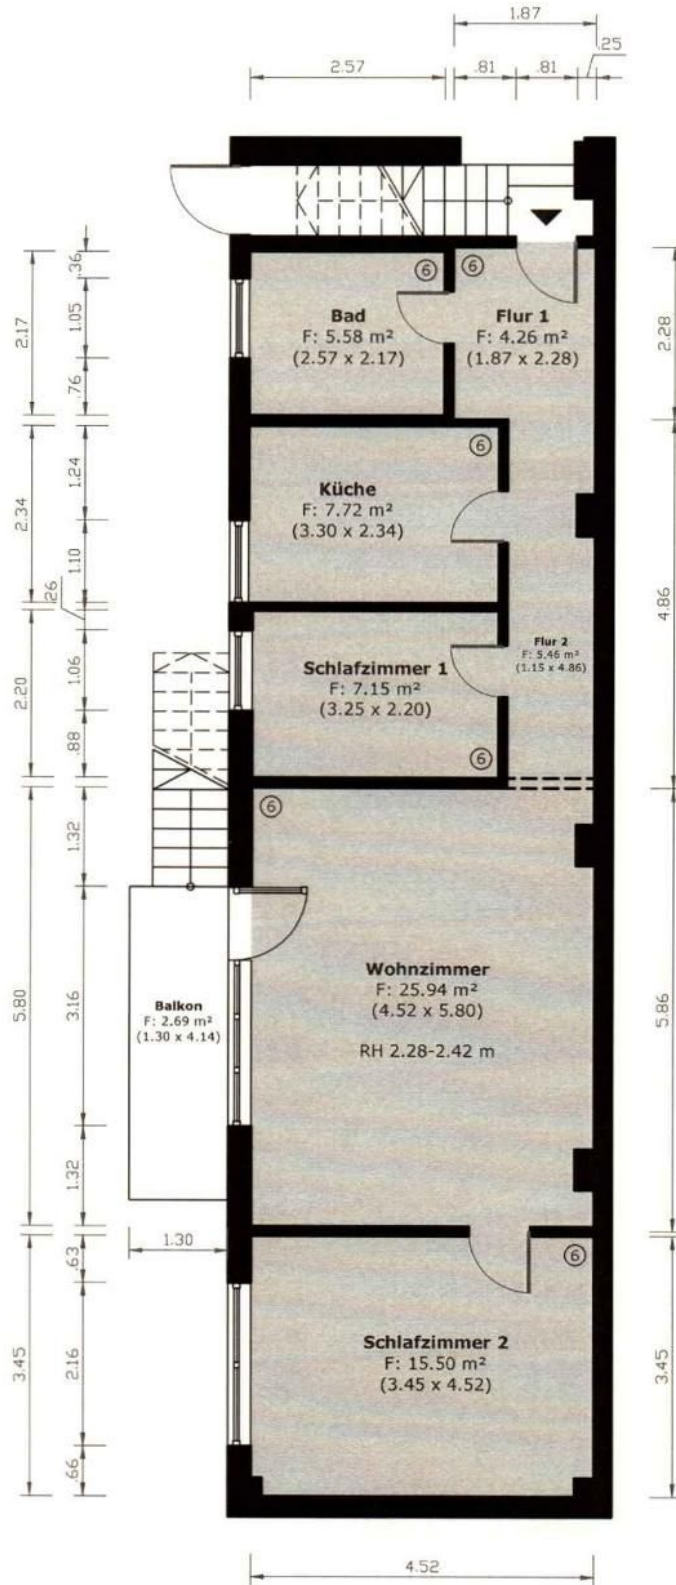 1.87
.25
2.57
.81
.81
.36
1.05
.76
2.17
6
6
Bad
F: 5.58 m²
(2.57 x 2.17)
Flur 1
F: 4.26 m²
(1.87 x 2.28)
2.28
1.24
1.10
2.34
6
Küche
F: 7.72 m²
(3.30 x 2.34)
4.86
.26
1.06
.88
2.20
Schlafzimmer 1
F: 7.15 m²
(3.25 x 2.20)
6
Flur 2
F: 5.46 m²
(1.15 x 4.86)
6
1.32
3.16
1.32
5.80
Balkon
F: 2.69 m²
(1.30 x 4.14)
1.30
Wohnzimmer
F: 25.94 m²
(4.52 x 5.80)
RH 2.28-2.42 m
5.86
.63
2.16
.66
3.45
6
Schlafzimmer 2
F: 15.50 m²
(3.45 x 4.52)
3.45
4.52